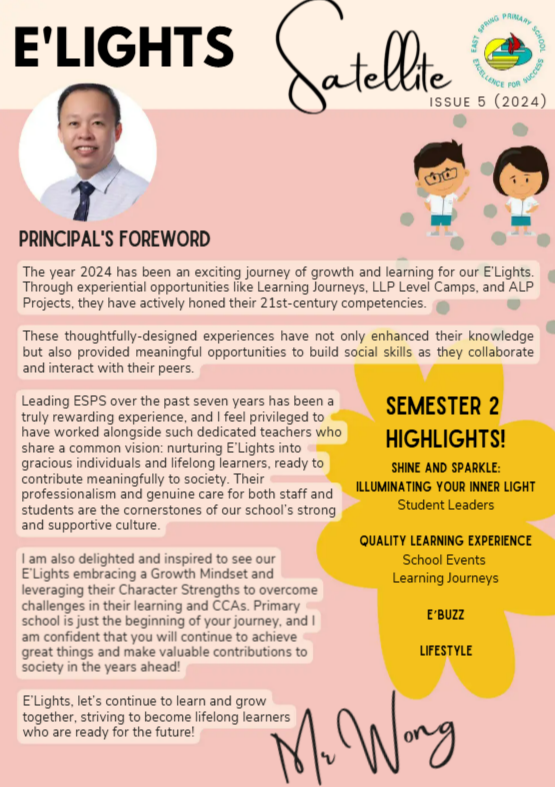 E'LIGHTS
Satellite
EAST SPRING PRIMARY SCHOOL
EXCELLENCE FOR SUCCESS
ISSUE 5 (2024)
PRINCIPAL'S FOREWORD
The year 2024 has been an exciting journey of growth and learning for our E'Lights.
Through experiential opportunities like Learning Journeys, LLP Level Camps, and ALP
Projects, they have actively honed their 21st-century competencies.
These thoughtfully-designed experiences have not only enhanced their knowledge
but also provided meaningful opportunities to build social skills as they collaborate
and interact with their peers.
Leading ESPS over the past seven years has been a
truly rewarding experience, and I feel privileged to
have worked alongside such dedicated teachers who
share a common vision: nurturing E'Lights into
gracious individuals and lifelong learners, ready to
contribute meaningfully to society. Their
professionalism and genuine care for both staff and
students are the cornerstones of our school's strong
and supportive culture.
I am also delighted and inspired to see our
E'Lights embracing a Growth Mindset and
leveraging their Character Strengths to overcome
challenges in their learning and CCAs. Primary
school is just the beginning of your journey, and I
am confident that you will continue to achieve
great things and make valuable contributions to
society in the years ahead!
E'Lights, let's continue to learn and grow
together, striving to become lifelong learners
who are ready for the future!
Mr Wong
SEMESTER 2
HIGHLIGHTS!
SHINE AND SPARKLE:
ILLUMINATING YOUR INNER LIGHT
Student Leaders
QUALITY LEARNING EXPERIENCE
School Events
Learning Journeys
E'BUZZ
LIFESTYLE